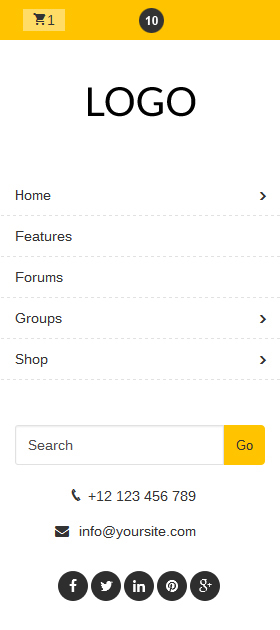 1
10
LOGO
Home
Features
Forums
Groups
Shop
Search Go
+12 123 456 789
info@yoursite.com